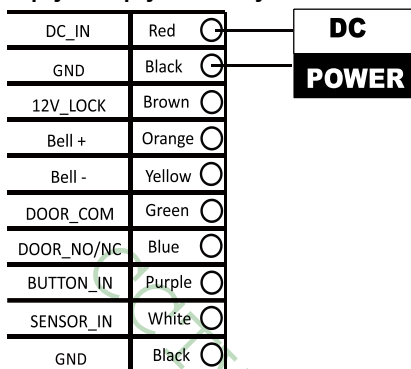 DC_IN Red DC
GND Black POWER
12V_LOCK Brown
Bell + Orange
Bell - Yellow
DOOR_COM Green
DOOR_NO/NC Blue
BUTTON_IN Purple
SENSOR_IN White
GND Black